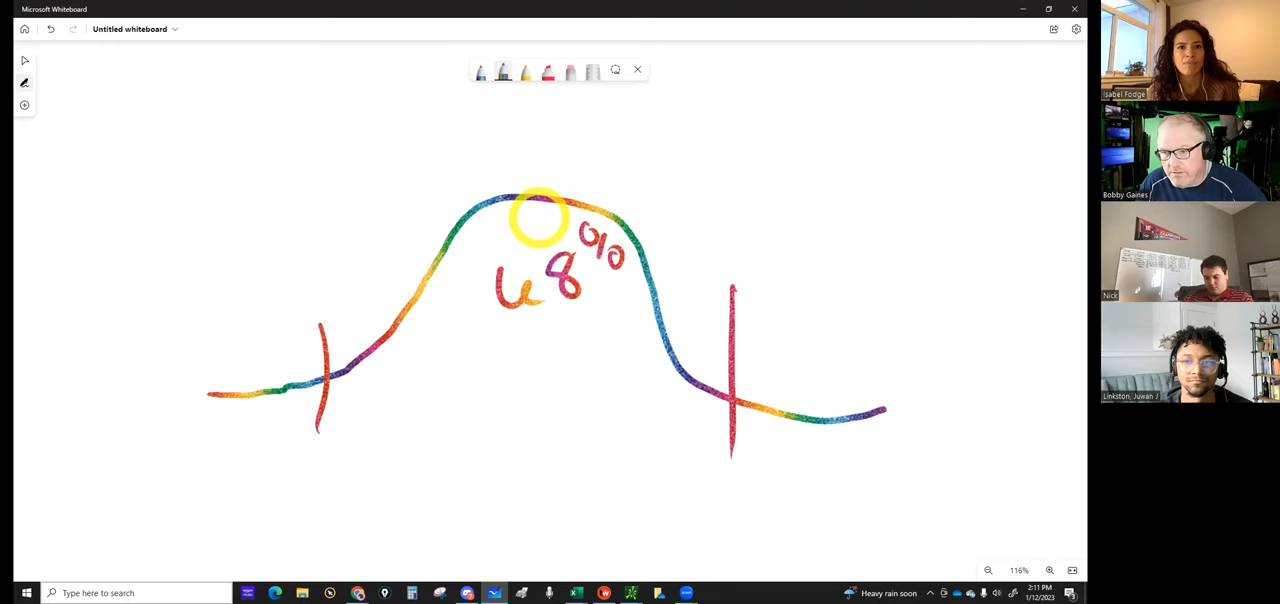 Microsoft Whiteboard
Untitled whiteboard
68%
Isabel Fodge
Bobby Gaines
Nick
Linkston, Juwan J
116%
Type here to search
Heavy rain soon
2:11 PM
1/12/2023